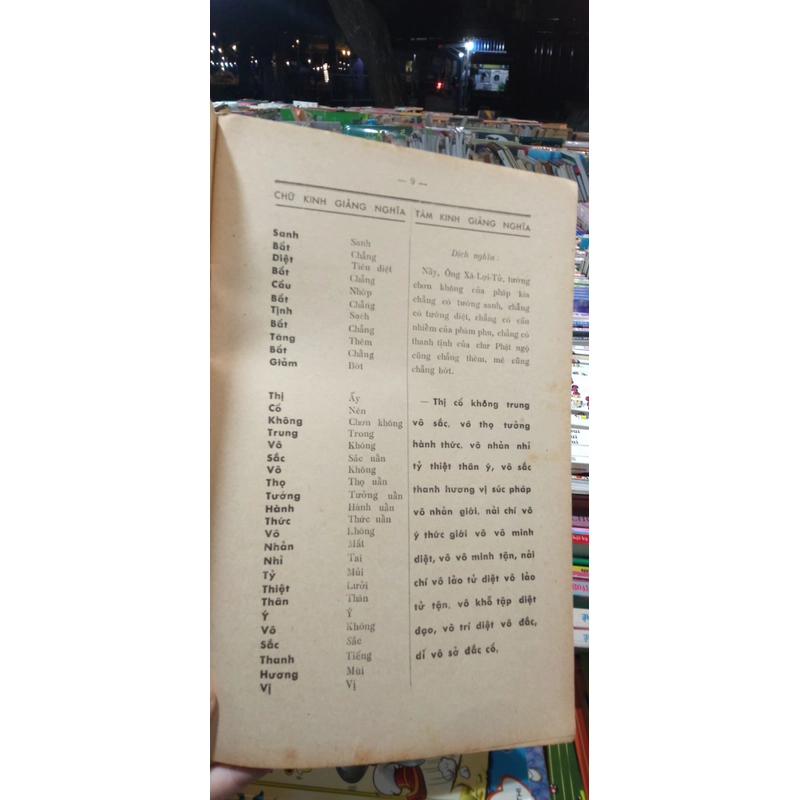 — 9 —
CHỮ KINH GIẢNG NGHĨA
Sanh Sanh
Bất Chẳng
Diệt Tiêu diệt
Bất Chẳng
Cấu Nhớp
Bất Chẳng
Tịnh Sạch
Bất Chẳng
Tăng Thêm
Bất Chẳng
Giảm Bớt
Thị Ấy
Cố Nên
Không Chơn không
Trung Trong
Vô Không
Sắc Sắc uẩn
Vô Không
Thọ Thọ uẩn
Tưởng Tưởng uẩn
Hành Hành uẩn
Thức Thức uẩn
Vô Không
Nhản Mắt
Nhỉ Tai
Tỷ Mũi
Thiệt Lưỡi
Thân Thân
Ý Ý
Vô Không
Sắc Sắc
Thanh Tiếng
Hương Mùi
Vị Vị
TÂM KINH GIẢNG NGHĨA
Dịch nghĩa :
Nầy, Ông Xá-Lợi-Tử, tướng
chơn không của pháp kia
chẳng có tướng sanh, chẳng
có tướng diệt, chẳng có cấu
nhiễm của phàm phu, chẳng có
thanh tịnh của chư Phật ngộ
cũng chẳng thêm, mê cũng
chẳng bớt.
— Thị cố không trung
vô sắc, vô thọ tưởng
hành thức, vô nhản nhỉ
tỷ thiệt thân ý, vô sắc
thanh hương vị xúc pháp
vô nhản giới, nải chí vô
ý thức giới vô vô minh
diệt, vô vô minh tận, nải
chí vô lảo tử diệt vô lảo
tử tận, vô khổ tập diệt
đạo, vô trí diệt vô đắc,
dỉ vô sở đắc cố,